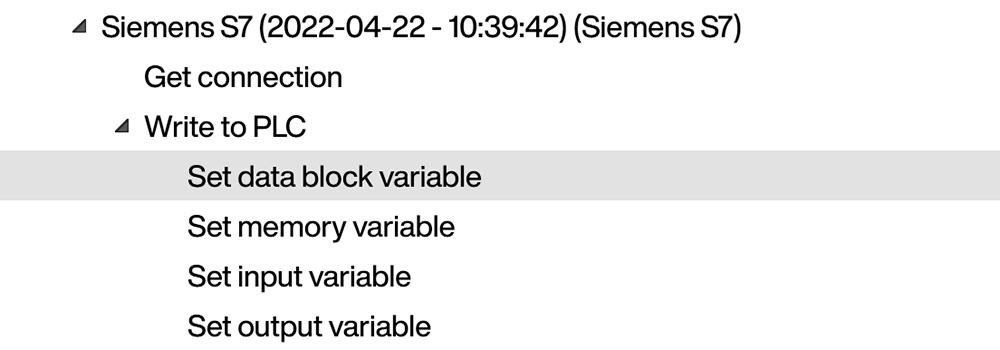 Siemens S7 (2022-04-22 - 10:39:42) (Siemens S7)
Get connection
Write to PLC
Set data block variable
Set memory variable
Set input variable
Set output variable